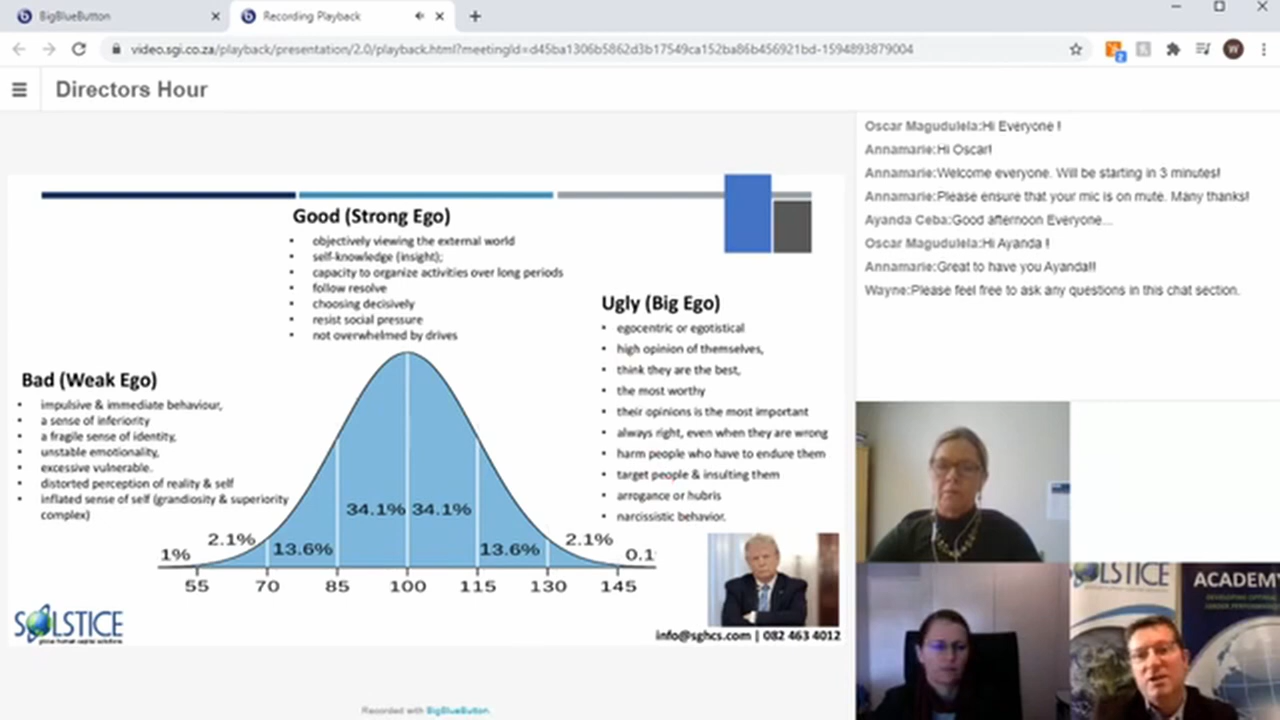 BigBlueButton
Recording Playback
video.sgi.co.za/playback/presentation/2.0/playback.html?meetingId=d45ba1306b5862d3b17549ca152ba86b456921bd-1594893879004
2
W
Directors Hour
Good (Strong Ego)
• objectively viewing the external world
• self-knowledge (insight);
• capacity to organize activities over long periods
• follow resolve
• choosing decisively
• resist social pressure
• not overwhelmed by drives
Ugly (Big Ego)
• egocentric or egotistical
• high opinion of themselves,
• think they are the best,
• the most worthy
• their opinions is the most important
• always right, even when they are wrong
• harm people who have to endure them
• target people & insulting them
• arrogance or hubris
• narcissistic behavior.
Bad (Weak Ego)
• impulsive & immediate behaviour,
• a sense of inferiority
• a fragile sense of identity,
• unstable emotionality,
• excessive vulnerable.
• distorted perception of reality & self
• inflated sense of self (grandiosity & superiority
complex)
34.1% 34.1%
1% 2.1% 13.6% 13.6% 2.1% 0.1
55 70 85 100 115 130 145
SOLSTICE
global human capital solutions
info@sghcs.com | 082 463 4012
Recorded with BigBlueButton.
Oscar Magudulela:Hi Everyone !
Annamarie:Hi Oscar!
Annamarie:Welcome everyone. Will be starting in 3 minutes!
Annamarie:Please ensure that your mic is on mute. Many thanks!
Ayanda Ceba:Good afternoon Everyone...
Oscar Magudulela:Hi Ayanda !
Annamarie:Great to have you Ayanda!!!
Wayne:Please feel free to ask any questions in this chat section.
OLSTICE
ACADEMY